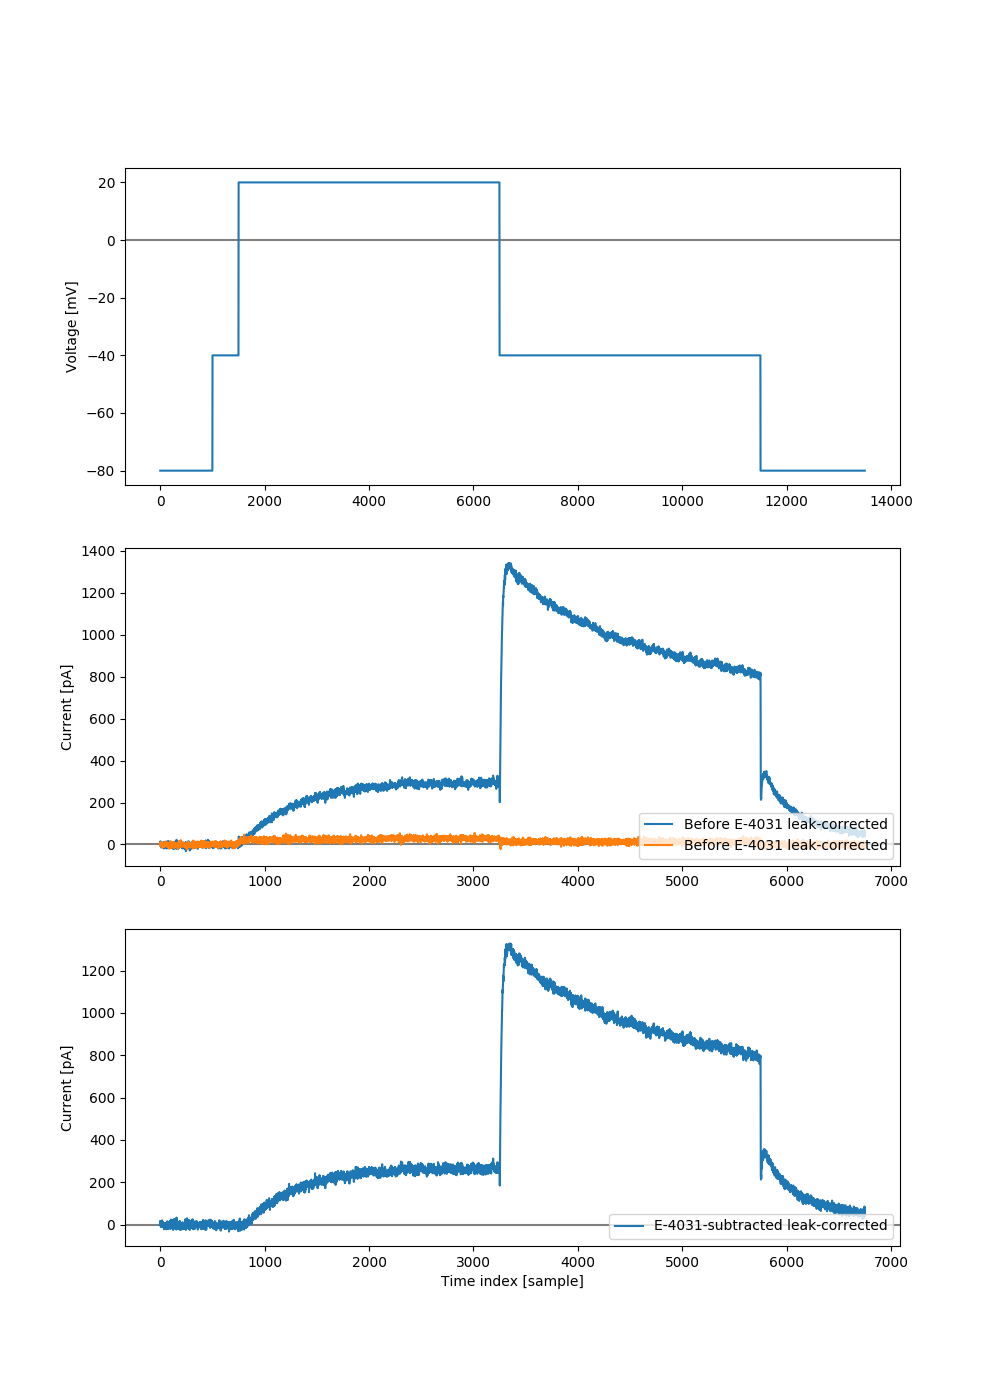 Voltage [mV]
20
0
−20
−40
−60
−80
0 2000 4000 6000 8000 10000 12000 14000
Current [pA]
1400
1200
1000
800
600
400
200
0
Before E-4031 leak-corrected
Before E-4031 leak-corrected
0 1000 2000 3000 4000 5000 6000 7000
Current [pA]
1200
1000
800
600
400
200
0
E-4031-subtracted leak-corrected
0 1000 2000 3000 4000 5000 6000 7000
Time index [sample]